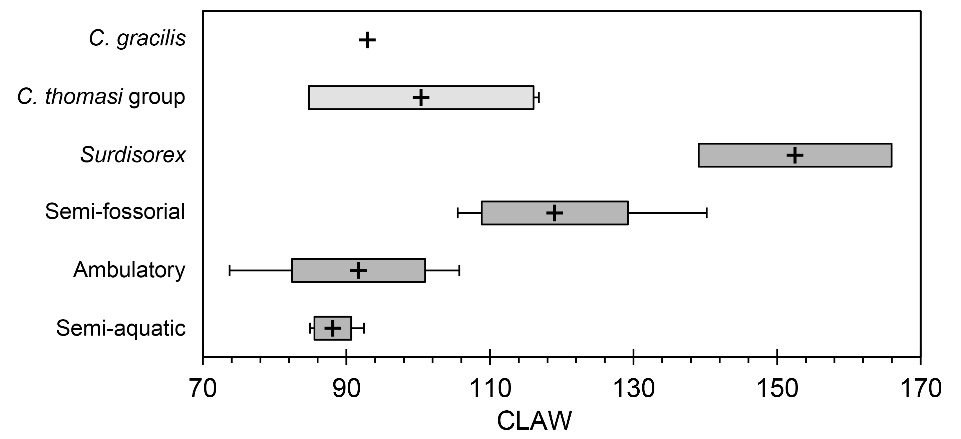 C. gracilis
C. thomasi group
Surdisorex
Semi-fossorial
Ambulatory
Semi-aquatic
70 90 110 130 150 170
CLAW